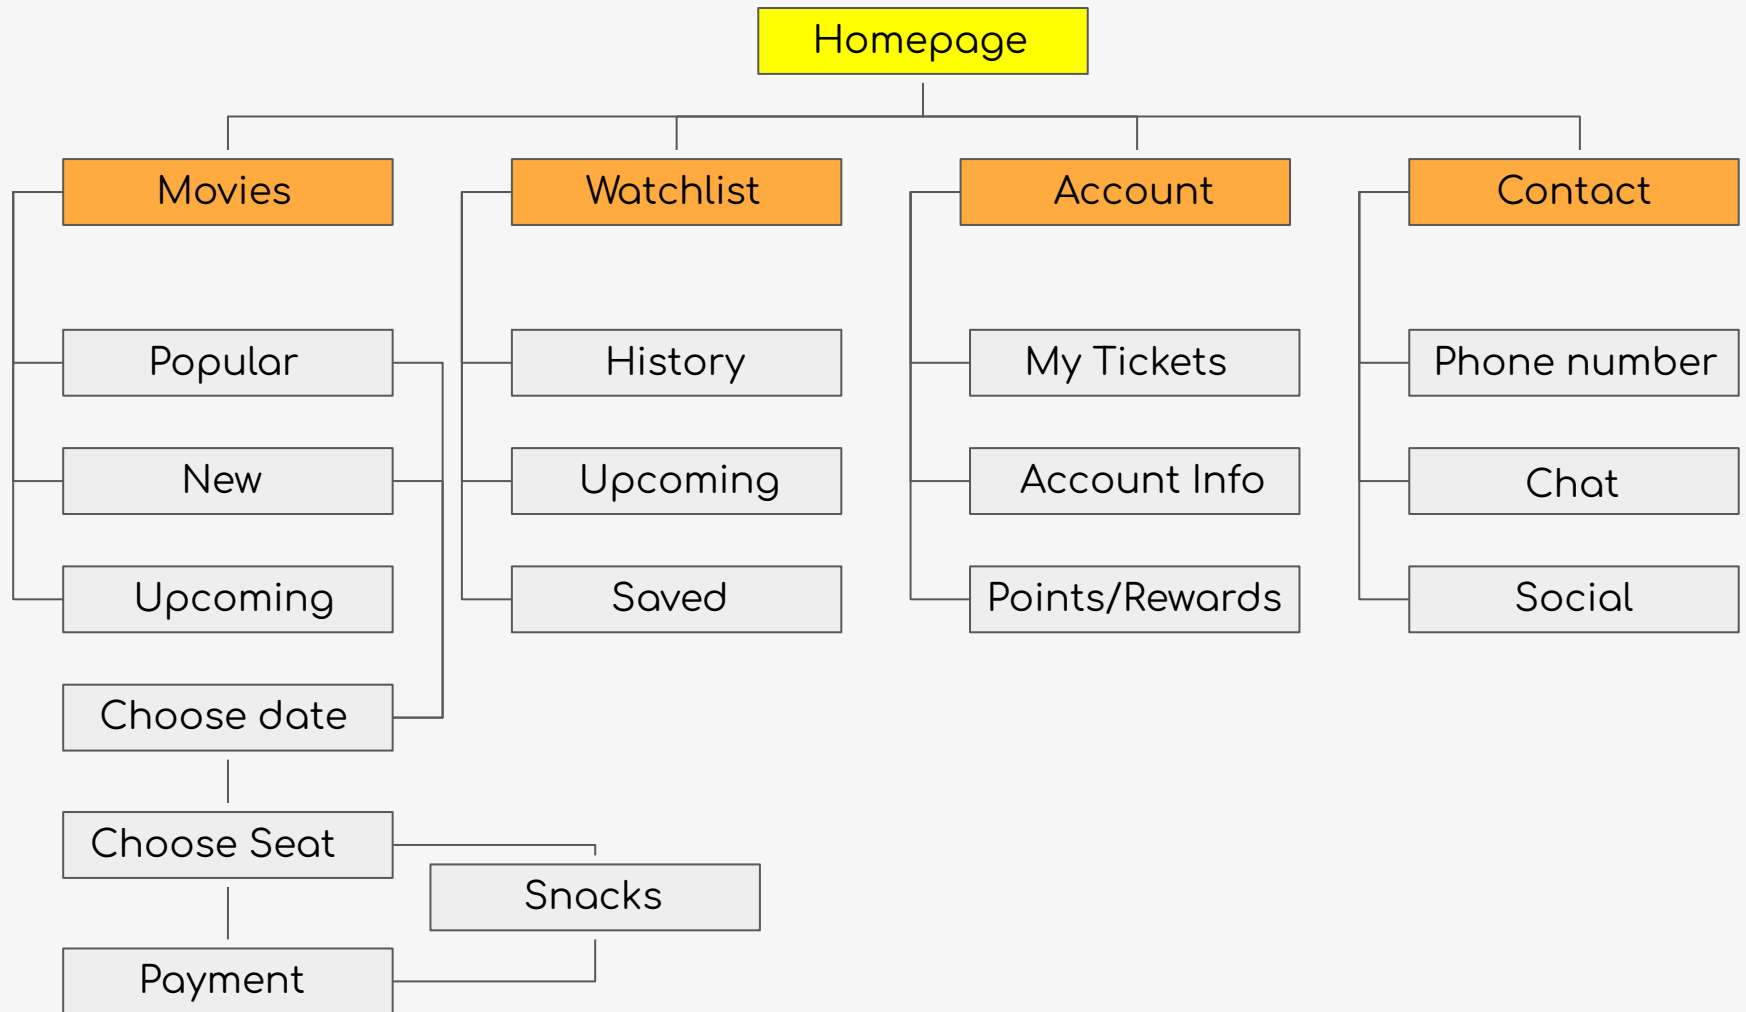 Homepage
Movies
Watchlist
Account
Contact
Popular
History
My Tickets
Phone number
New
Upcoming
Account Info
Chat
Upcoming
Saved
Points/Rewards
Social
Choose date
Choose Seat
Snacks
Payment